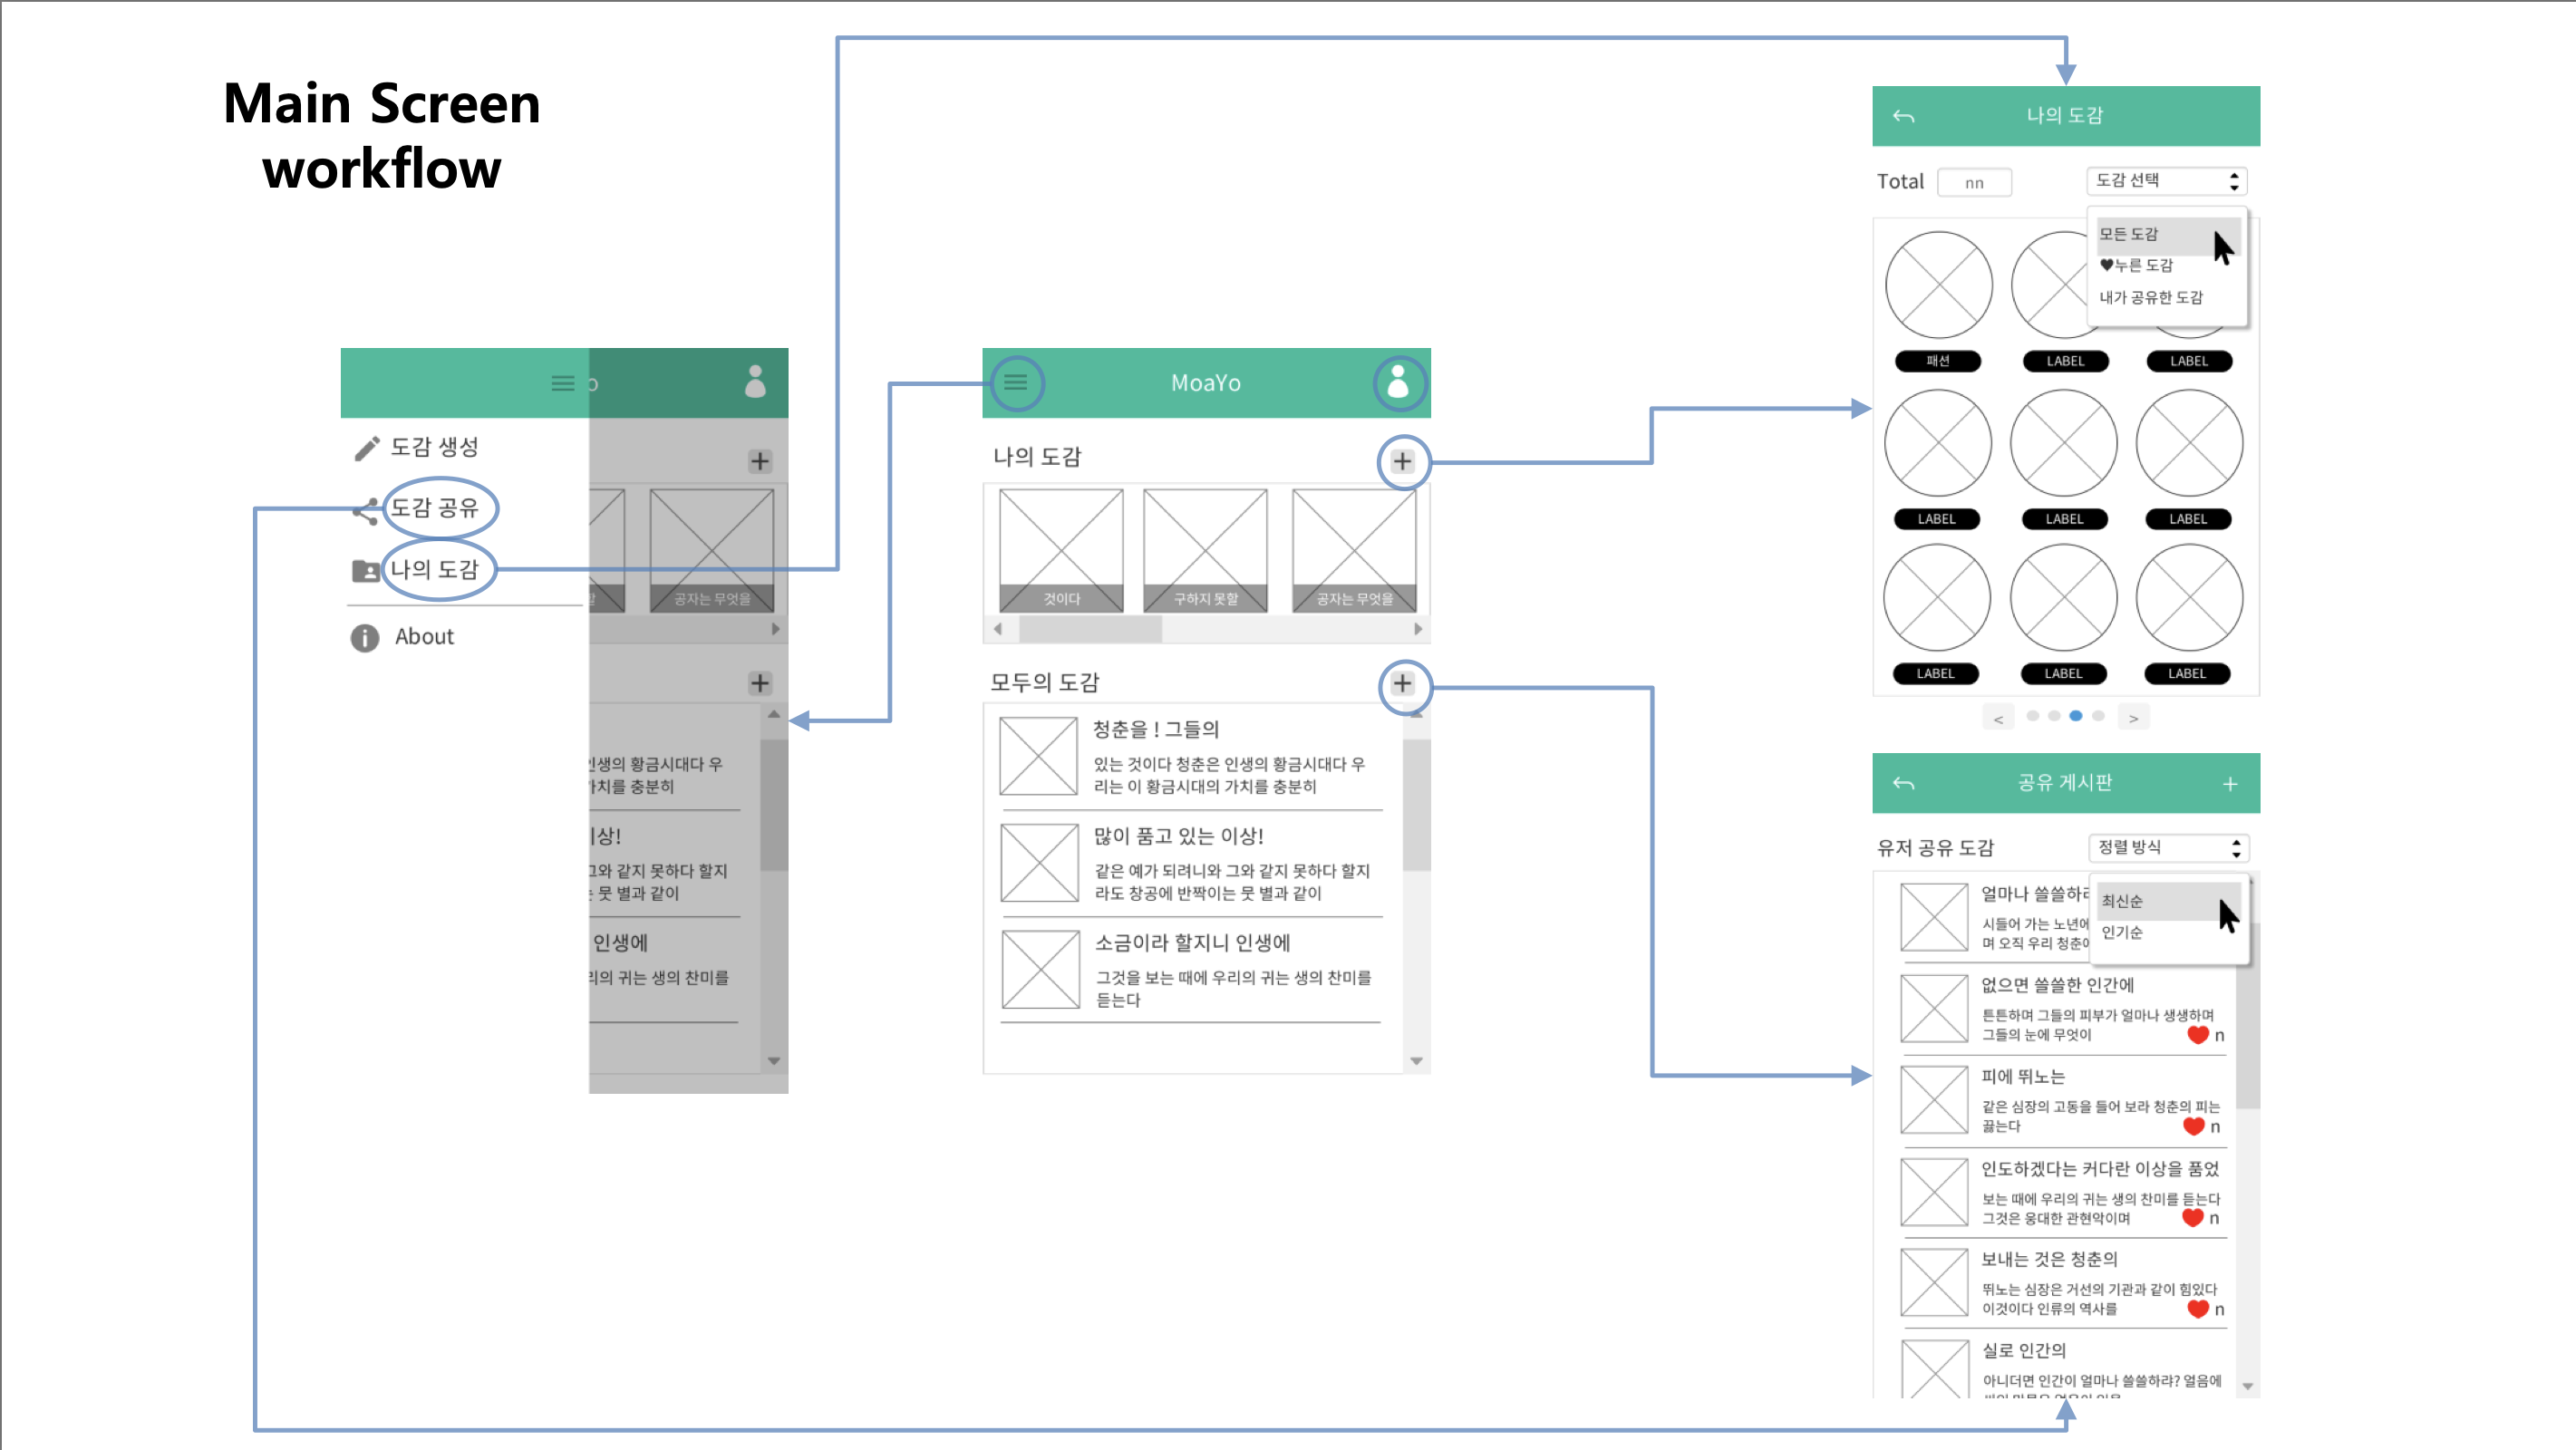 Main Screen
workflow
o
도감 생성
도감 공유
나의 도감
About
공자는 무엇을
인생의 황금시대다 우
가치를 충분히
이상!
그와 같지 못하다 할지
는 뭇 별과 같이
인생에
리의 귀는 생의 찬미를
MoaYo
나의 도감
것이다
구하지 못할
공자는 무엇을
모두의 도감
청춘을 ! 그들의
있는 것이다 청춘은 인생의 황금시대다 우
리는 이 황금시대의 가치를 충분히
많이 품고 있는 이상!
같은 예가 되려니와 그와 같지 못하다 할지
라도 창공에 반짝이는 뭇 별과 같이
소금이라 할지니 인생에
그것을 보는 때에 우리의 귀는 생의 찬미를
듣는다
나의 도감
Total nn 도감 선택
모든 도감
♥누른 도감
내가 공유한 도감
패션 LABEL LABEL
LABEL LABEL LABEL
LABEL LABEL LABEL
< >
공유 게시판 +
유저 공유 도감 정렬 방식
최신순
인기순
얼마나 쓸쓸하랴
시들어 가는 노년에
며 오직 우리 청춘에
없으면 쓸쓸한 인간에
튼튼하며 그들의 피부가 얼마나 생생하며
그들의 눈에 무엇이 n
피에 뛰노는
같은 심장의 고동을 들어 보라 청춘의 피는
끓는다 n
인도하겠다는 커다란 이상을 품었
보는 때에 우리의 귀는 생의 찬미를 듣는다
그것은 웅대한 관현악이며 n
보내는 것은 청춘의
뛰노는 심장은 거선의 기관과 같이 힘있다
이것이다 인류의 역사를 n
실로 인간의
아니더면 인간이 얼마나 쓸쓸하랴? 얼음에